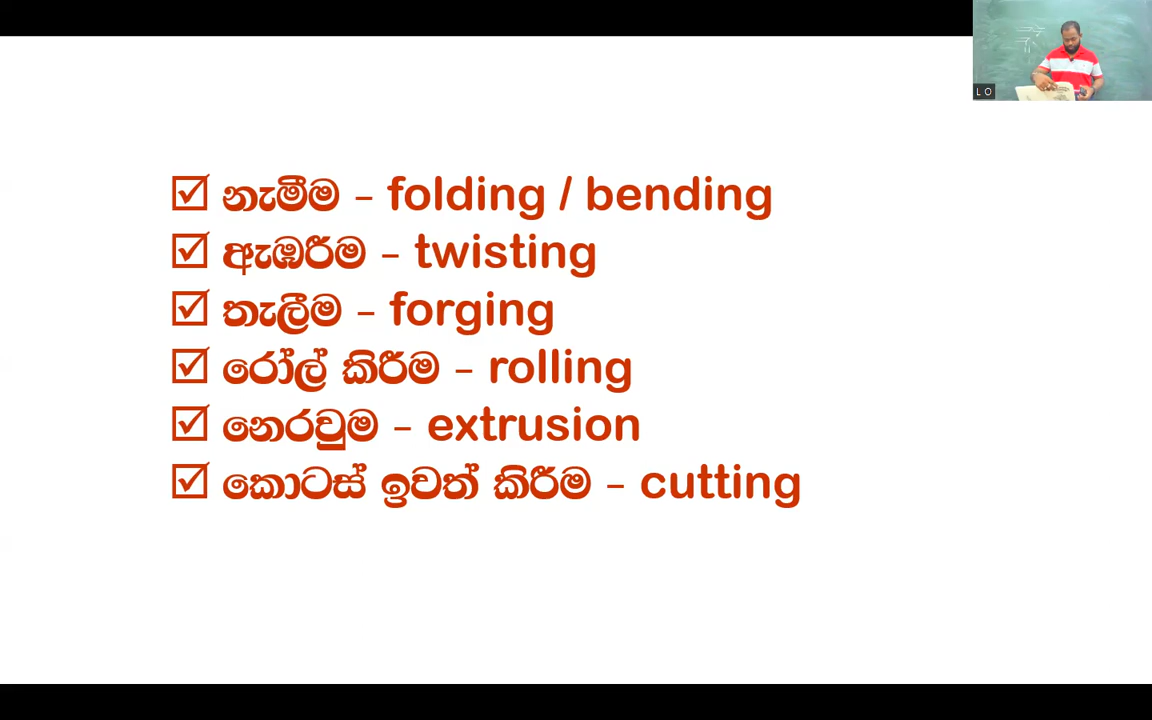 L O
☑ නැමීම – folding / bending
☑ ඇඹරීම – twisting
☑ තැලීම – forging
☑ රෝල් කිරීම – rolling
☑ නෙරවුම – extrusion
☑ කොටස් ඉවත් කිරීම – cutting